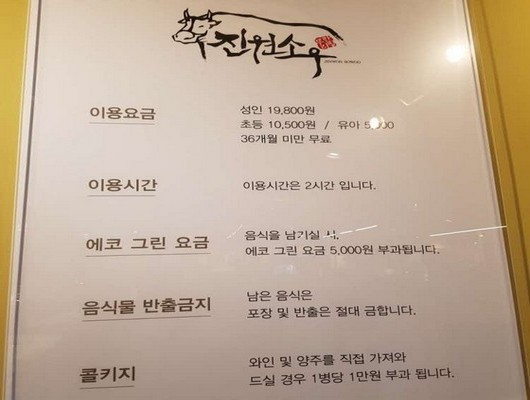 진원소우
이용요금
성인 19,800원
초등 10,500원 / 유아 5,000
36개월 미만 무료
이용시간
이용시간은 2시간 입니다.
에코 그린 요금
음식을 남기실 시,
에코 그린 요금 5,000원 부과됩니다.
음식물 반출금지
남은 음식은
포장 및 반출은 절대 금합니다.
콜키지
와인 및 양주를 직접 가져와
드실 경우 1병당 1만원 부과 됩니다.